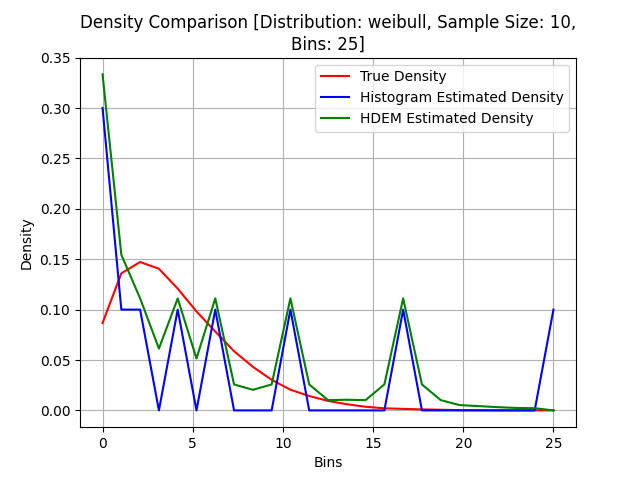 Density Comparison [Distribution: weibull, Sample Size: 10,
Bins: 25]
0.35
0.30
0.25
0.20
0.15
0.10
0.05
0.00
Density
True Density
Histogram Estimated Density
HDEM Estimated Density
0 5 10 15 20 25
Bins